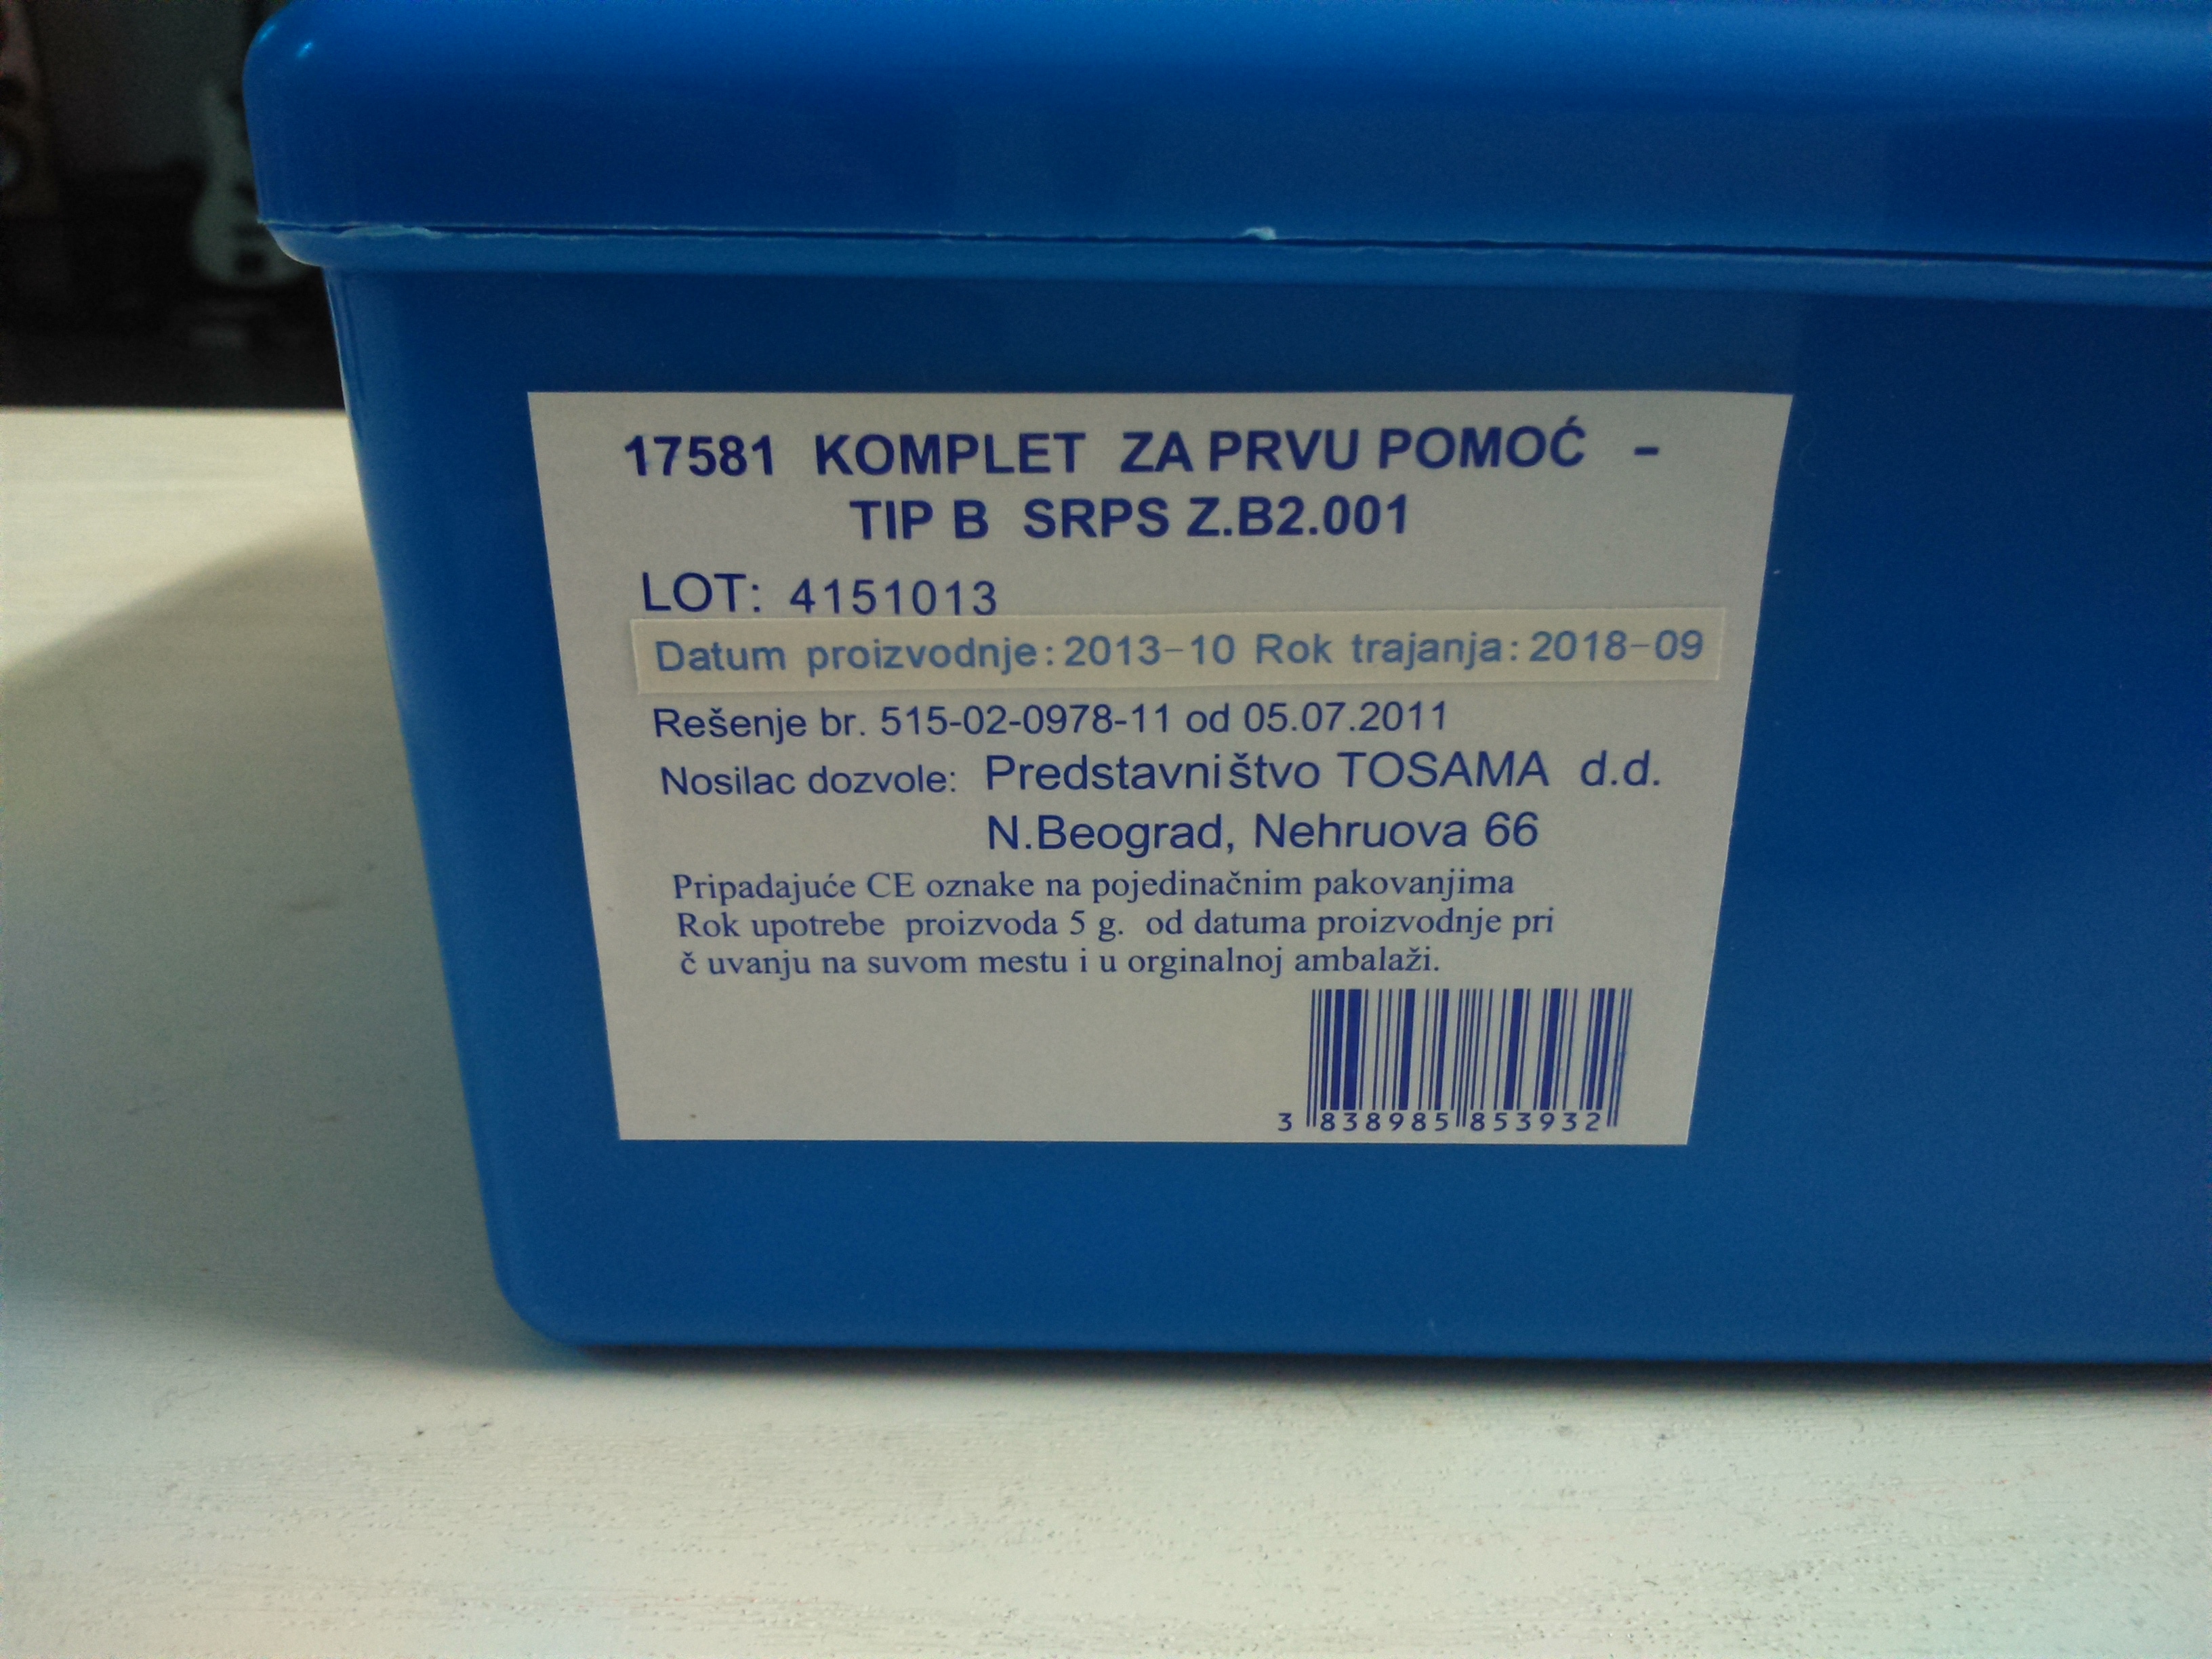 17581 KOMPLET ZA PRVU POMOĆ -
TIP B SRPS Z.B2.001
LOT: 4151013
Datum proizvodnje: 2013-10 Rok trajanja: 2018-09
Rešenje br. 515-02-0978-11 od 05.07.2011
Nosilac dozvole: Predstavništvo TOSAMA d.d.
N.Beograd, Nehruova 66
Pripadajuće CE oznake na pojedinačnim pakovanjima
Rok upotrebe proizvoda 5 g. od datuma proizvodnje pri
č uvanju na suvom mestu i u orginalnoj ambalaži.
3 838985 853932